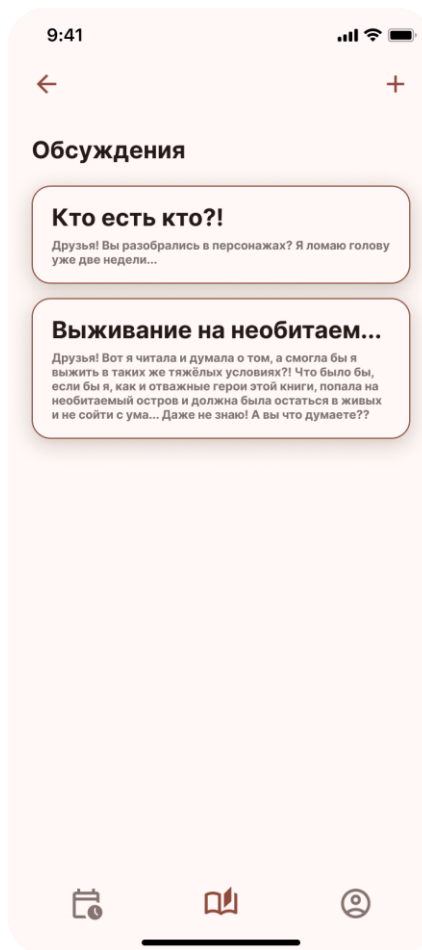 9:41
Обсуждения
Кто есть кто?!
Друзья! Вы разобрались в персонажах? Я ломаю голову
уже две недели...
Выживание на необитаем...
Друзья! Вот я читала и думала о том, а смогла бы я
выжить в таких же тяжёлых условиях?! Что было бы,
если бы я, как и отважные герои этой книги, попала на
необитаемый остров и должна была остаться в живых
и не сойти с ума... Даже не знаю! А вы что думаете??